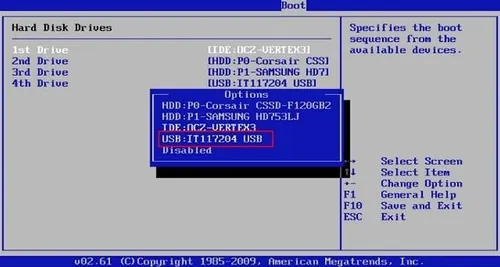 Boot
Hard Disk Drives
Specifies the boot
sequence from the
available devices.
1st Drive [IDE:OCZ-VERTEX3]
2nd Drive [HDD:P0-Corsair CSS]
3rd Drive [HDD:P1-SAMSUNG HD7]
4th Drive [USB:IT117204 USB]
Options
HDD:P0-Corsair CSSD-F120GB2
HDD:P1-SAMSUNG HD753LJ
IDE:OCZ-VERTEX3
USB:IT117204 USB
Disabled
↔ Select Screen
↑↓ Select Item
+- Change Option
F1 General Help
F10 Save and Exit
ESC Exit
v02.61 (C)Copyright 1985-2009, American Megatrends, Inc.